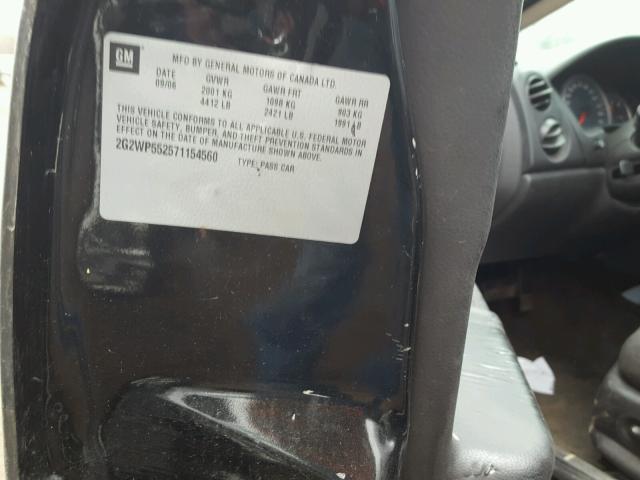 GM
MFD BY GENERAL MOTORS OF CANADA LTD.
DATE GVWR GAWR FRT GAWR RR
09/06 2001 KG 1098 KG 903 KG
4412 LB 2421 LB 1991 LB
THIS VEHICLE CONFORMS TO ALL APPLICABLE U.S. FEDERAL MOTOR
VEHICLE SAFETY, BUMPER, AND THEFT PREVENTION STANDARDS IN
EFFECT ON THE DATE OF MANUFACTURE SHOWN ABOVE.
2G2WP552571154560 TYPE: PASS CAR